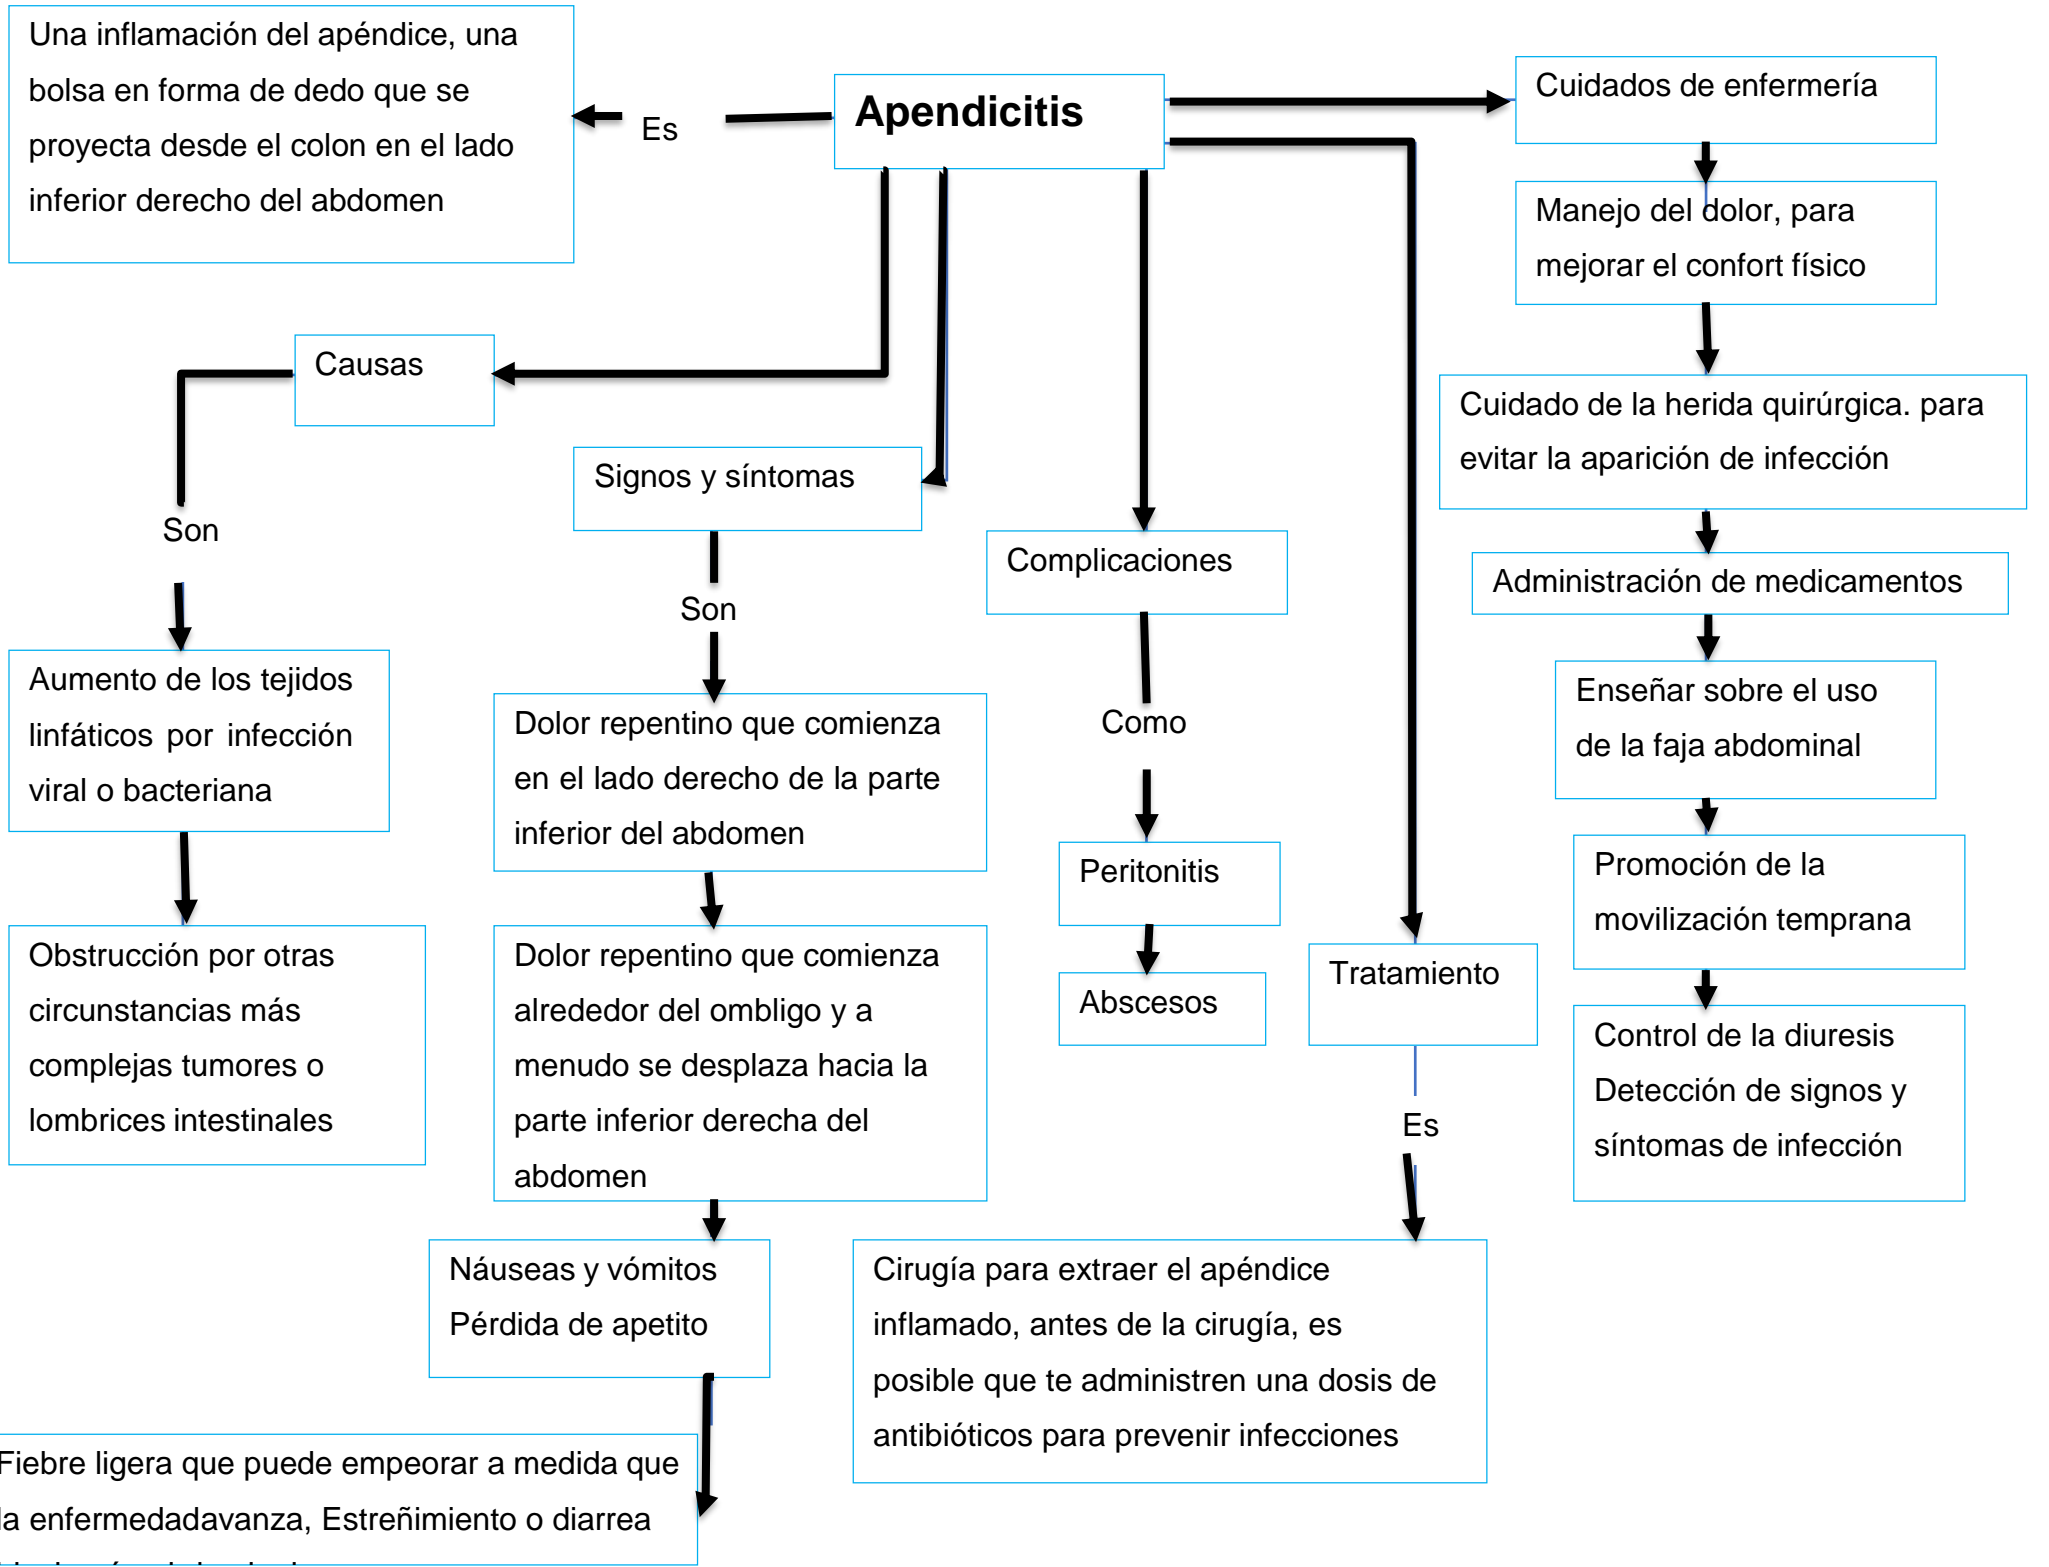 Una inflamación del apéndice, una
bolsa en forma de dedo que se
proyecta desde el colon en el lado
inferior derecho del abdomen
Es
Apendicitis
Cuidados de enfermería
Manejo del dolor, para
mejorar el confort físico
Cuidado de la herida quirúrgica. para
evitar la aparición de infección
Administración de medicamentos
Enseñar sobre el uso
de la faja abdominal
Promoción de la
movilización temprana
Control de la diuresis
Detección de signos y
síntomas de infección
Causas
Son
Aumento de los tejidos
linfáticos por infección
viral o bacteriana
Obstrucción por otras
circunstancias más
complejas tumores o
lombrices intestinales
Signos y síntomas
Son
Dolor repentino que comienza
en el lado derecho de la parte
inferior del abdomen
Dolor repentino que comienza
alrededor del ombligo y a
menudo se desplaza hacia la
parte inferior derecha del
abdomen
Náuseas y vómitos
Pérdida de apetito
Fiebre ligera que puede empeorar a medida que
la enfermedadavanza, Estreñimiento o diarrea
Complicaciones
Como
Peritonitis
Abscesos
Tratamiento
Es
Cirugía para extraer el apéndice
inflamado, antes de la cirugía, es
posible que te administren una dosis de
antibióticos para prevenir infecciones